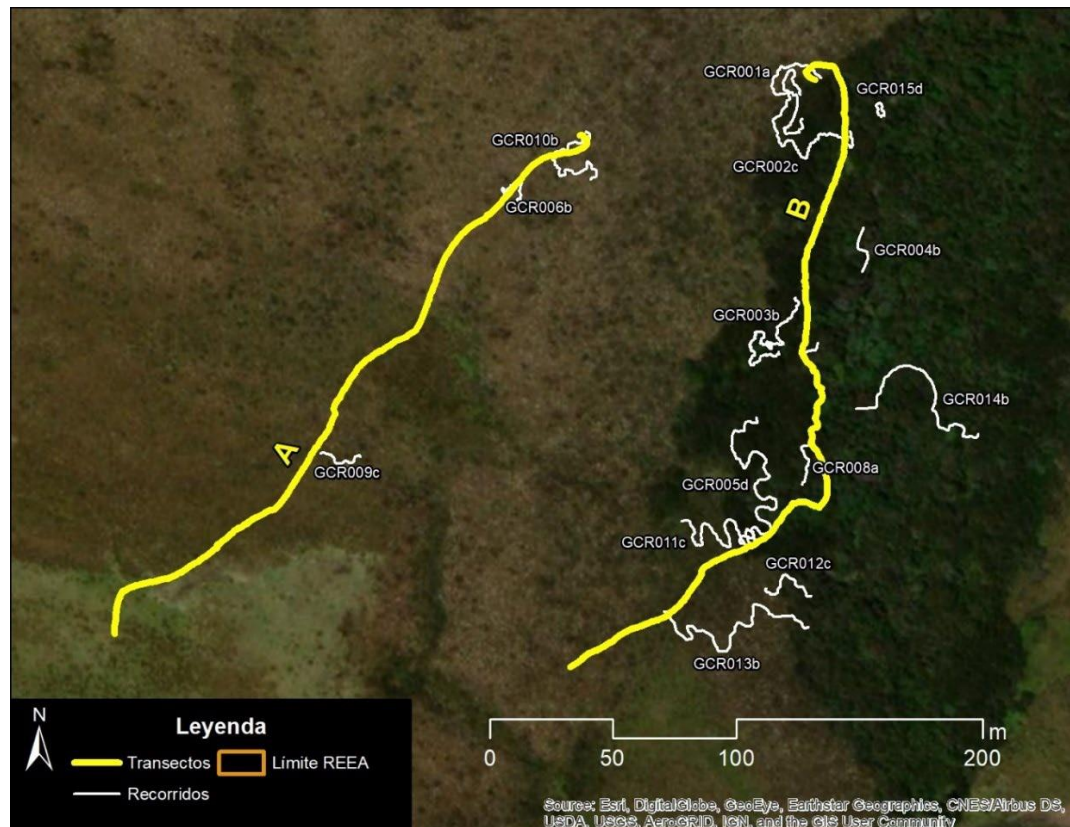 GCR001a
GCR015d
GCR010b
GCR002c
GCR006b
B
GCR004b
GCR003b
GCR014b
A
GCR009c
GCR008a
GCR005d
GCR011c
GCR012c
GCR013b
N
Leyenda
Transectos
Límite REEA
Recorridos
0 50 100 200 m
Source: Esri, DigitalGlobe, GeoEye, Earthstar Geographics, CNES/Airbus DS,
USDA, USGS, AeroGRID, IGN, and the GIS User Community